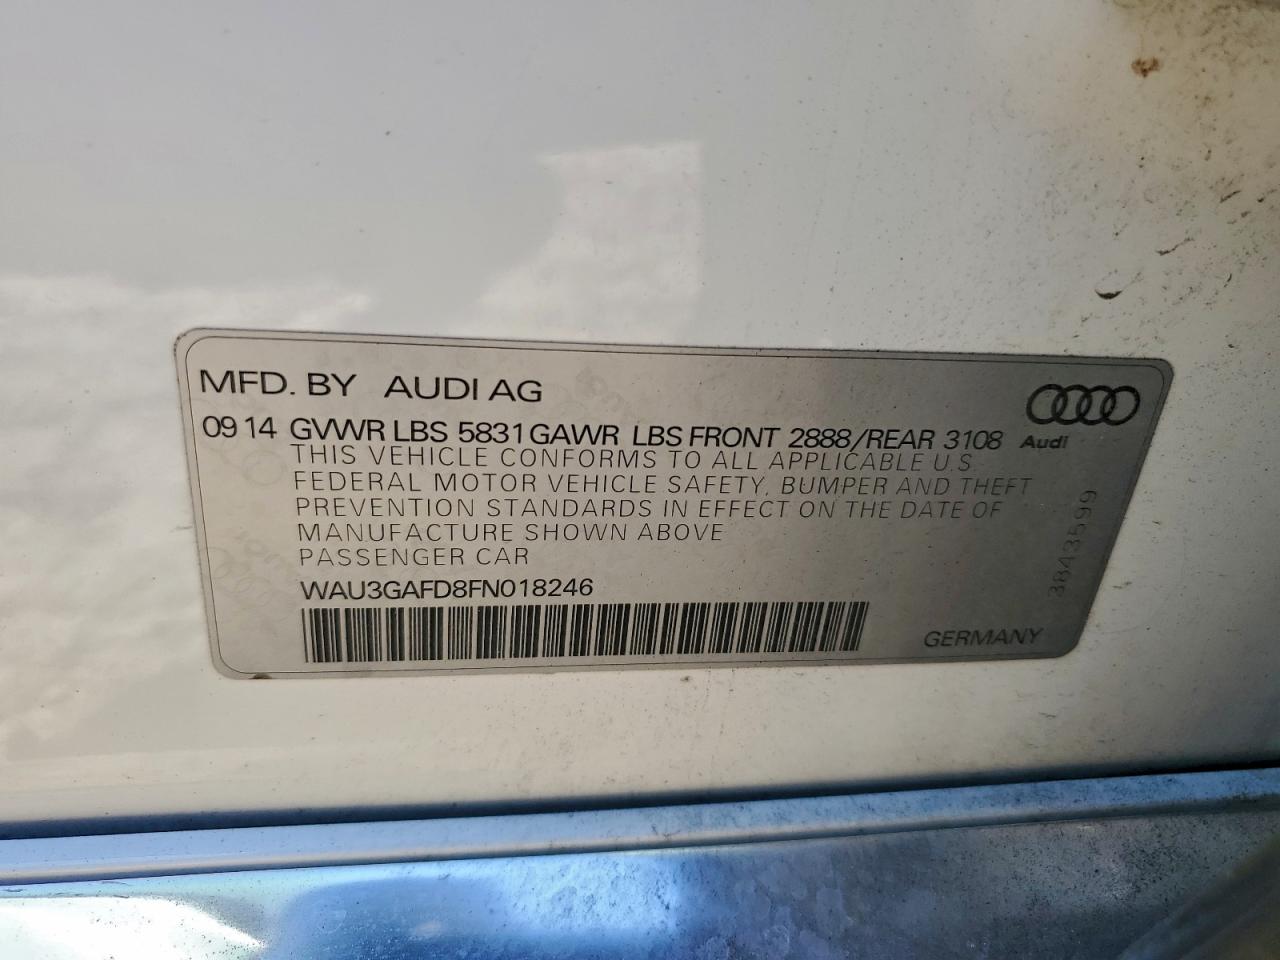 MFD. BY AUDI AG
09 14 GVWR LBS 5831 GAWR LBS FRONT 2888/REAR 3108
Audi
THIS VEHICLE CONFORMS TO ALL APPLICABLE U.S.
FEDERAL MOTOR VEHICLE SAFETY, BUMPER AND THEFT
PREVENTION STANDARDS IN EFFECT ON THE DATE OF
MANUFACTURE SHOWN ABOVE
PASSENGER CAR
WAU3GAFD8FN018246
GERMANY
3843599